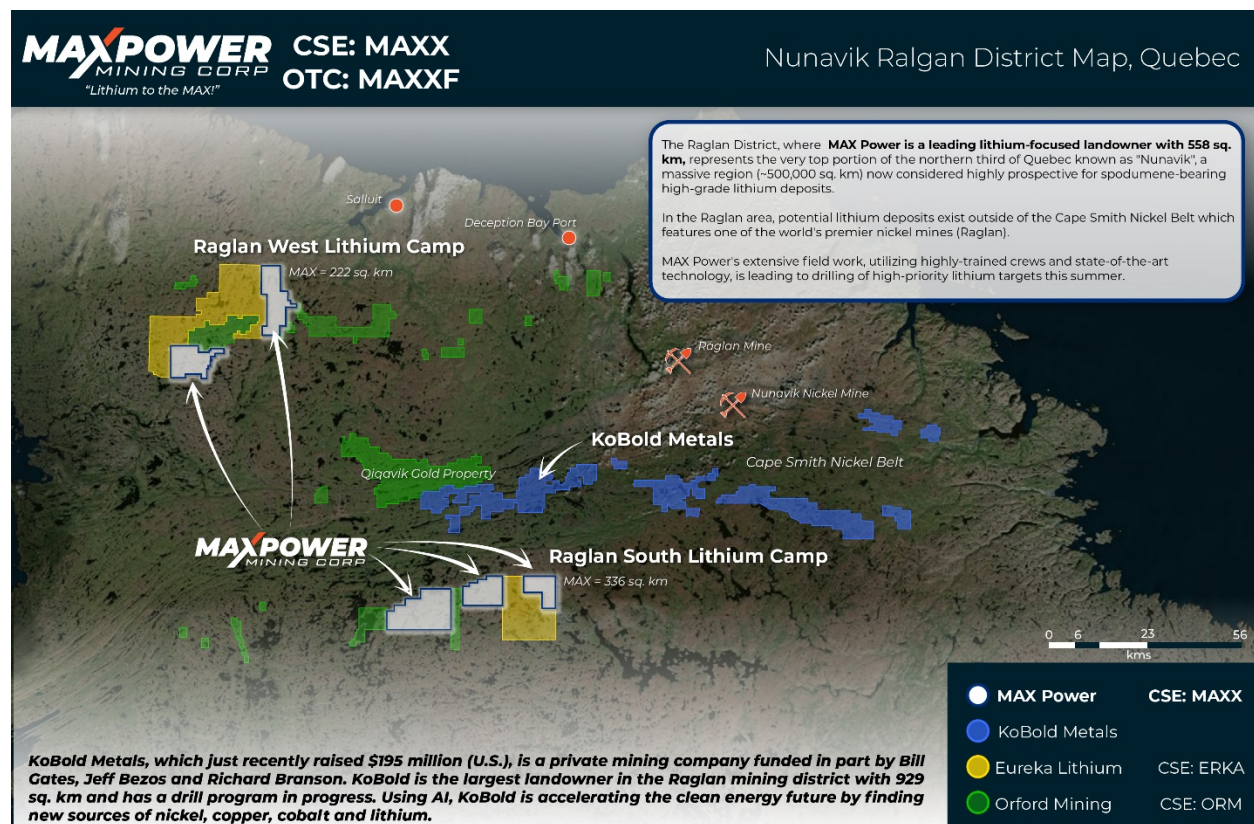 MAXPOWER
MINING CORP
"Lithium to the MAX!"
CSE: MAXX
OTC: MAXXF
Nunavik Ralgan District Map, Quebec
The Raglan District, where MAX Power is a leading lithium-focused landowner with 558 sq.
km, represents the very top portion of the northern third of Quebec known as "Nunavik", a
massive region (~500,000 sq. km) now considered highly prospective for spodumene-bearing
high-grade lithium deposits.
In the Raglan area, potential lithium deposits exist outside of the Cape Smith Nickel Belt which
features one of the world's premier nickel mines (Raglan).
MAX Power's extensive field work, utilizing highly-trained crews and state-of-the-art
technology, is leading to drilling of high-priority lithium targets this summer.
Salluit
Deception Bay Port
Raglan West Lithium Camp
MAX = 222 sq. km
Raglan Mine
Nunavik Nickel Mine
KoBold Metals
Cape Smith Nickel Belt
Qiqavik Gold Property
MAXPOWER
MINING CORP
Raglan South Lithium Camp
MAX = 336 sq. km
0 6 23 56
kms
MAX Power CSE: MAXX
KoBold Metals
Eureka Lithium CSE: ERKA
Orford Mining CSE: ORM
KoBold Metals, which just recently raised $195 million (U.S.), is a private mining company funded in part by Bill
Gates, Jeff Bezos and Richard Branson. KoBold is the largest landowner in the Raglan mining district with 929
sq. km and has a drill program in progress. Using AI, KoBold is accelerating the clean energy future by finding
new sources of nickel, copper, cobalt and lithium.